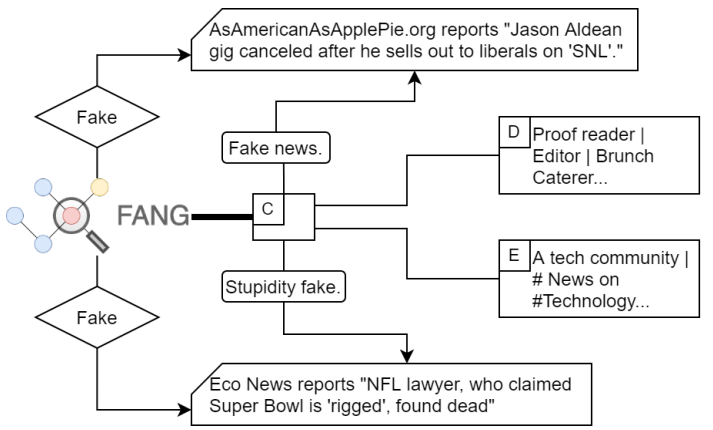 AsAmericanAsApplePie.org reports "Jason Aldean
gig canceled after he sells out to liberals on 'SNL'."
Fake
Fake news.
D
Proof reader |
Editor | Brunch
Caterer...
FANG
C
E
A tech community |
# News on
#Technology...
Stupidity fake.
Fake
Eco News reports "NFL lawyer, who claimed
Super Bowl is 'rigged', found dead"